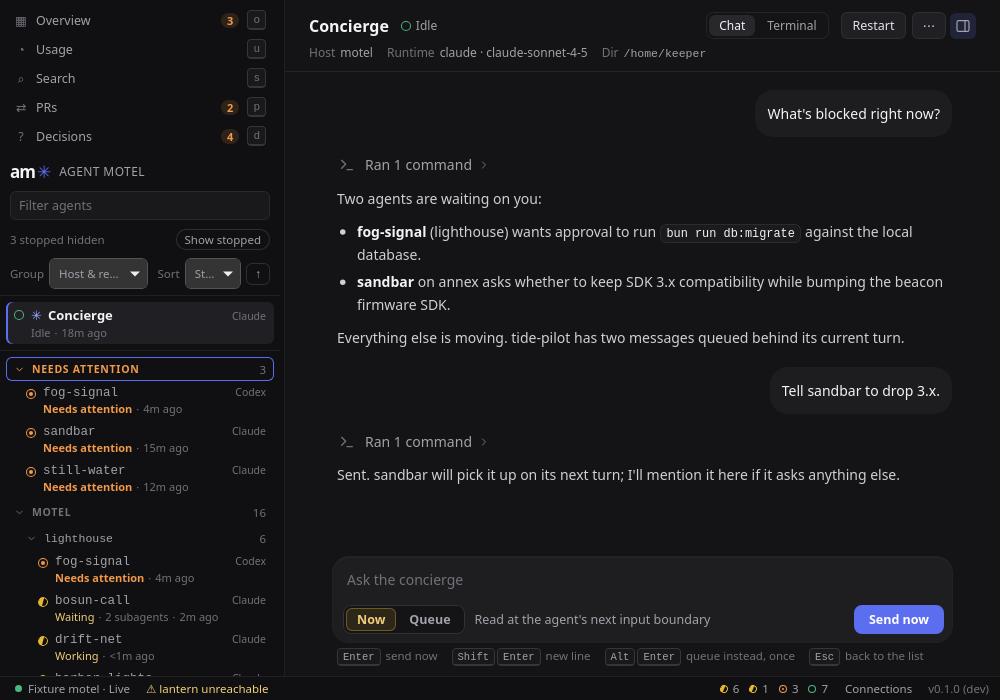 Overview 3 o
Usage u
Search s
PRs 2 p
Decisions 4 d
am AGENT MOTEL
Filter agents
3 stopped hidden Show stopped
Group Host & re... Sort St... ↑
Concierge Claude
Idle · 18m ago
NEEDS ATTENTION 3
fog-signal Codex
Needs attention · 4m ago
sandbar Claude
Needs attention · 15m ago
still-water Claude
Needs attention · 12m ago
MOTEL 16
lighthouse 6
fog-signal Codex
Needs attention · 4m ago
bosun-call Claude
Waiting · 2 subagents · 2m ago
drift-net Claude
Working · <1m ago
Concierge Idle Chat Terminal Restart ···
Host motel Runtime claude · claude-sonnet-4-5 Dir /home/keeper
What's blocked right now?
Ran 1 command
Two agents are waiting on you:
• fog-signal (lighthouse) wants approval to run bun run db:migrate against the local
database.
• sandbar on annex asks whether to keep SDK 3.x compatibility while bumping the beacon
firmware SDK.
Everything else is moving. tide-pilot has two messages queued behind its current turn.
Tell sandbar to drop 3.x.
Ran 1 command
Sent. sandbar will pick it up on its next turn; I'll mention it here if it asks anything else.
Ask the concierge
Now Queue Read at the agent's next input boundary Send now
Enter send now Shift Enter new line Alt Enter queue instead, once Esc back to the list
Fixture motel · Live ⚠ lantern unreachable 6 1 3 7 Connections v0.1.0 (dev)